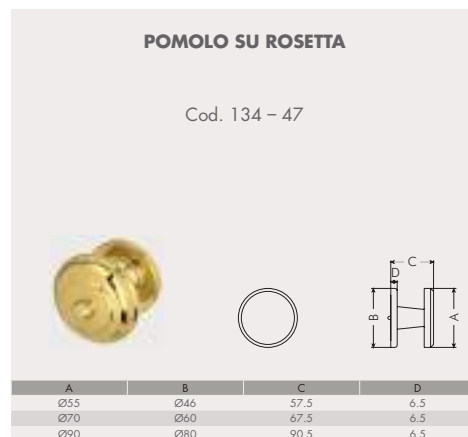 POMOLO SU ROSETTA
Cod. 134 – 47
C
D
B
A
A B C D
Ø55 Ø46 57.5 6.5
Ø70 Ø60 67.5 6.5
Ø90 Ø80 90.5 6.5